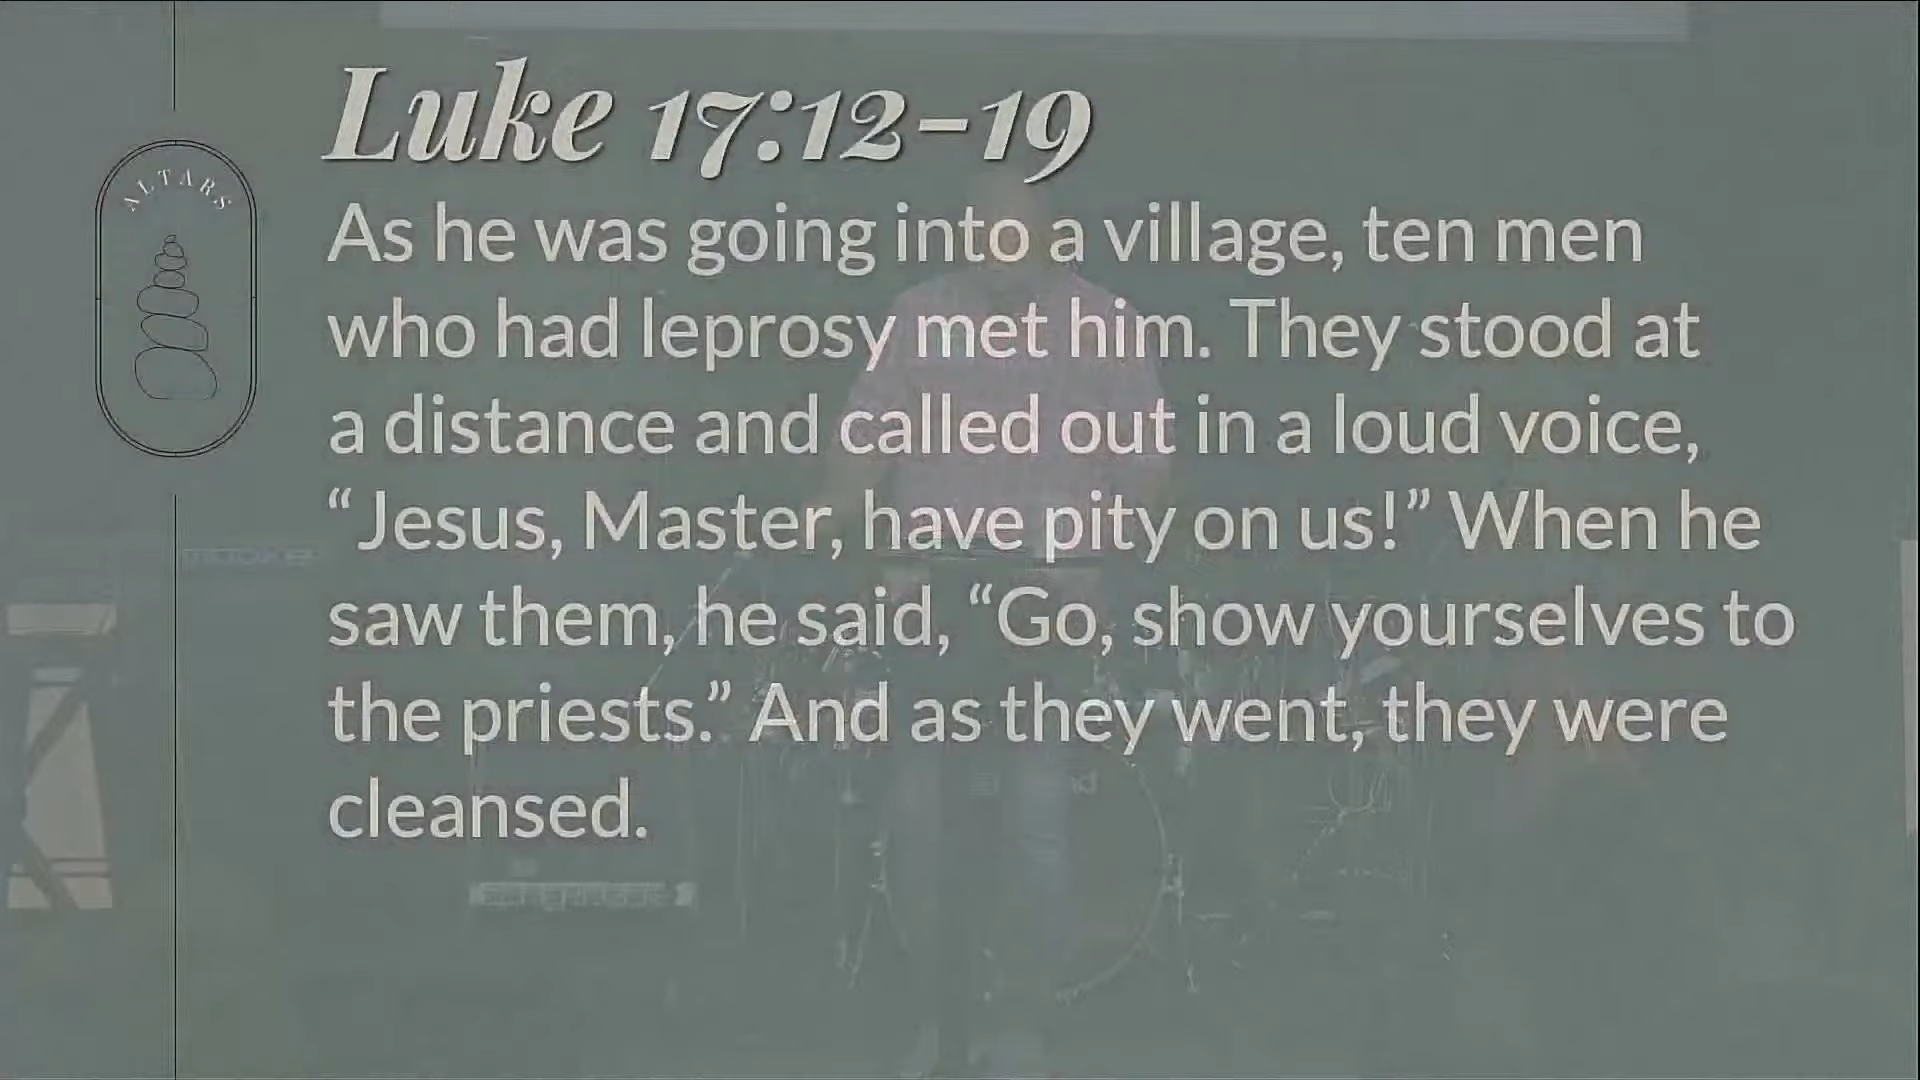 Luke 17:12-19
ALTARS
As he was going into a village, ten men
who had leprosy met him. They stood at
a distance and called out in a loud voice,
“Jesus, Master, have pity on us!” When he
saw them, he said, “Go, show yourselves to
the priests.” And as they went, they were
cleansed.